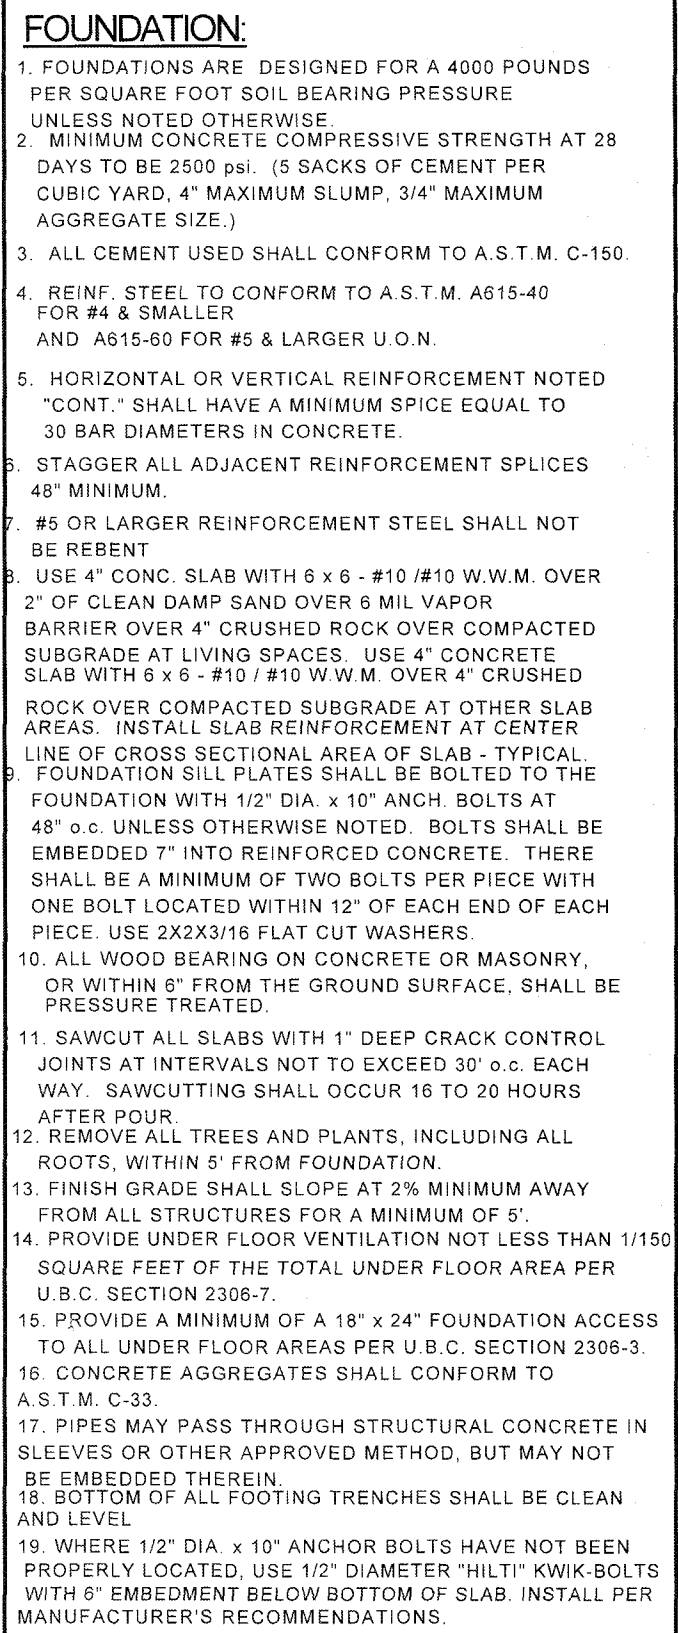 FOUNDATION:
1. FOUNDATIONS ARE DESIGNED FOR A 4000 POUNDS
PER SQUARE FOOT SOIL BEARING PRESSURE
UNLESS NOTED OTHERWISE.
2. MINIMUM CONCRETE COMPRESSIVE STRENGTH AT 28
DAYS TO BE 2500 psi. (5 SACKS OF CEMENT PER
CUBIC YARD, 4" MAXIMUM SLUMP, 3/4" MAXIMUM
AGGREGATE SIZE.)
3. ALL CEMENT USED SHALL CONFORM TO A.S.T.M. C-150.
4. REINF. STEEL TO CONFORM TO A.S.T.M. A615-40
FOR #4 & SMALLER
AND A615-60 FOR #5 & LARGER U.O.N.
5. HORIZONTAL OR VERTICAL REINFORCEMENT NOTED
"CONT." SHALL HAVE A MINIMUM SPICE EQUAL TO
30 BAR DIAMETERS IN CONCRETE.
6. STAGGER ALL ADJACENT REINFORCEMENT SPLICES
48" MINIMUM.
7. #5 OR LARGER REINFORCEMENT STEEL SHALL NOT
BE REBENT
8. USE 4" CONC. SLAB WITH 6 x 6 - #10 /#10 W.W.M. OVER
2" OF CLEAN DAMP SAND OVER 6 MIL VAPOR
BARRIER OVER 4" CRUSHED ROCK OVER COMPACTED
SUBGRADE AT LIVING SPACES. USE 4" CONCRETE
SLAB WITH 6 x 6 - #10 / #10 W.W.M. OVER 4" CRUSHED
ROCK OVER COMPACTED SUBGRADE AT OTHER SLAB
AREAS. INSTALL SLAB REINFORCEMENT AT CENTER
LINE OF CROSS SECTIONAL AREA OF SLAB - TYPICAL.
9. FOUNDATION SILL PLATES SHALL BE BOLTED TO THE
FOUNDATION WITH 1/2" DIA. x 10" ANCH. BOLTS AT
48" o.c. UNLESS OTHERWISE NOTED. BOLTS SHALL BE
EMBEDDED 7" INTO REINFORCED CONCRETE. THERE
SHALL BE A MINIMUM OF TWO BOLTS PER PIECE WITH
ONE BOLT LOCATED WITHIN 12" OF EACH END OF EACH
PIECE. USE 2X2X3/16 FLAT CUT WASHERS.
10. ALL WOOD BEARING ON CONCRETE OR MASONRY,
OR WITHIN 6" FROM THE GROUND SURFACE, SHALL BE
PRESSURE TREATED.
11. SAWCUT ALL SLABS WITH 1" DEEP CRACK CONTROL
JOINTS AT INTERVALS NOT TO EXCEED 30' o.c. EACH
WAY. SAWCUTTING SHALL OCCUR 16 TO 20 HOURS
AFTER POUR.
12. REMOVE ALL TREES AND PLANTS, INCLUDING ALL
ROOTS, WITHIN 5' FROM FOUNDATION.
13. FINISH GRADE SHALL SLOPE AT 2% MINIMUM AWAY
FROM ALL STRUCTURES FOR A MINIMUM OF 5'.
14. PROVIDE UNDER FLOOR VENTILATION NOT LESS THAN 1/150
SQUARE FEET OF THE TOTAL UNDER FLOOR AREA PER
U.B.C. SECTION 2306-7.
15. PROVIDE A MINIMUM OF A 18" x 24" FOUNDATION ACCESS
TO ALL UNDER FLOOR AREAS PER U.B.C. SECTION 2306-3.
16. CONCRETE AGGREGATES SHALL CONFORM TO
A.S.T.M. C-33.
17. PIPES MAY PASS THROUGH STRUCTURAL CONCRETE IN
SLEEVES OR OTHER APPROVED METHOD, BUT MAY NOT
BE EMBEDDED THEREIN.
18. BOTTOM OF ALL FOOTING TRENCHES SHALL BE CLEAN
AND LEVEL
19. WHERE 1/2" DIA. x 10" ANCHOR BOLTS HAVE NOT BEEN
PROPERLY LOCATED, USE 1/2" DIAMETER "HILTI" KWIK-BOLTS
WITH 6" EMBEDMENT BELOW BOTTOM OF SLAB. INSTALL PER
MANUFACTURER'S RECOMMENDATIONS.